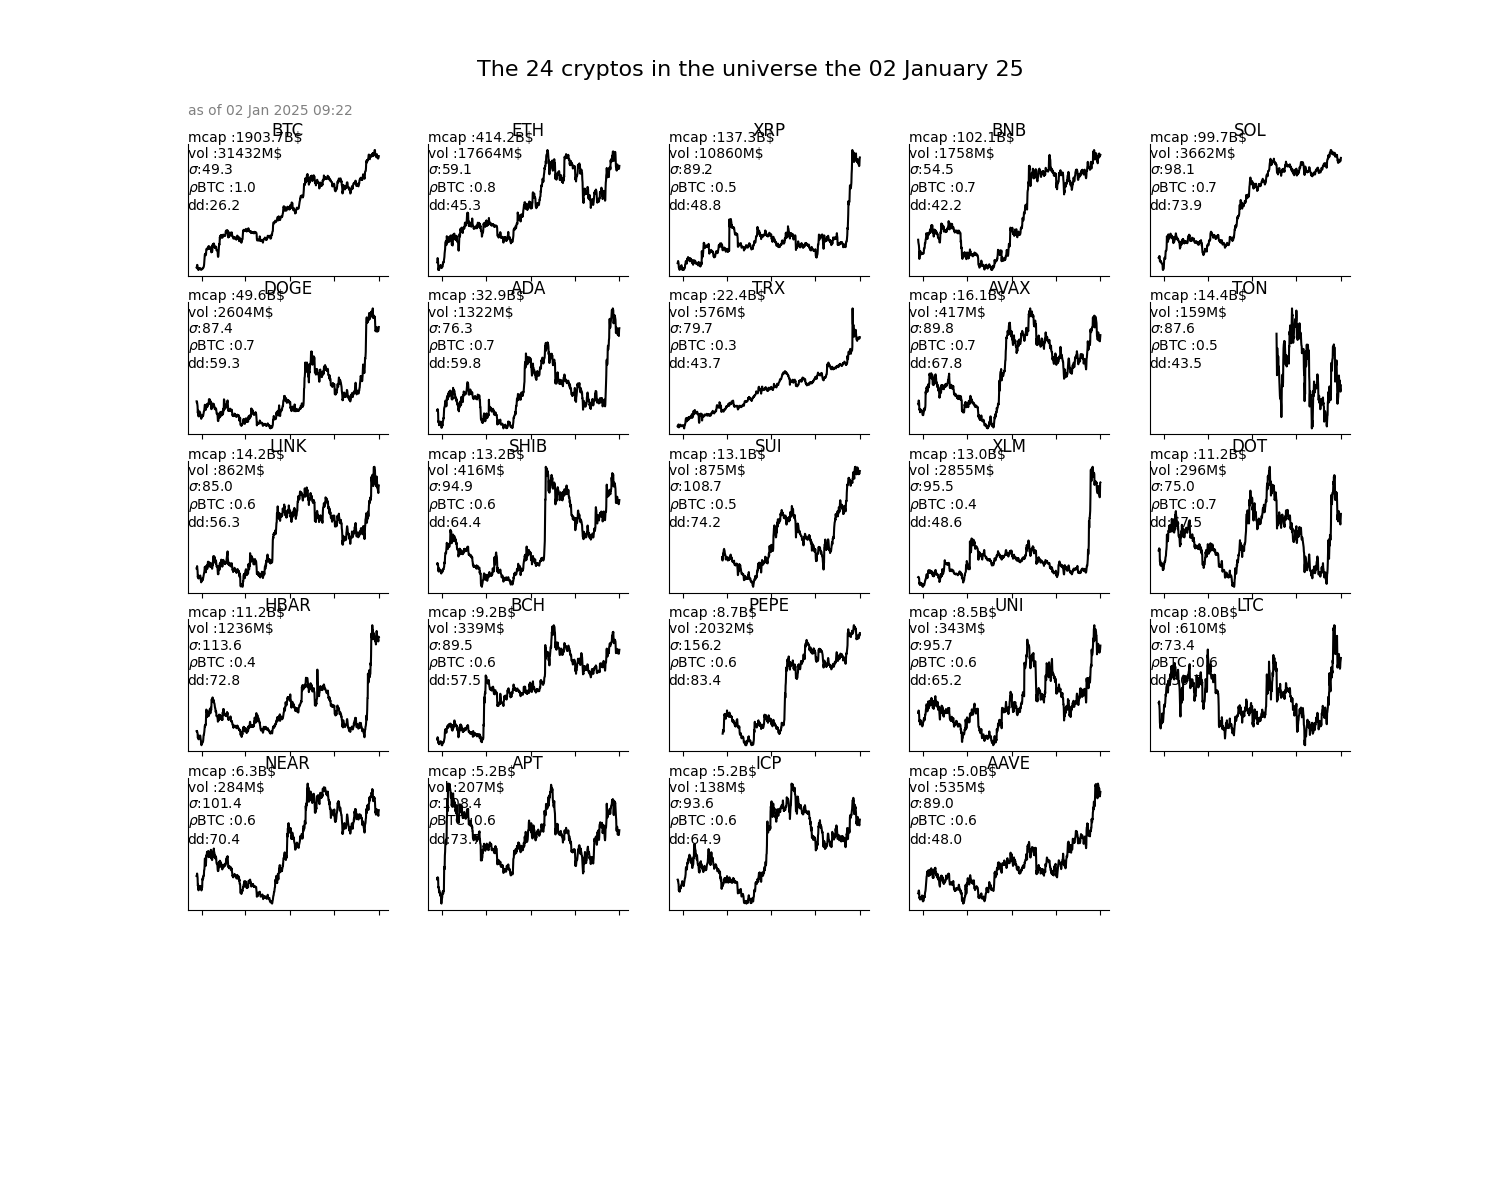 The 24 cryptos in the universe the 02 January 25
as of 02 Jan 2025 09:22
BTC
mcap :1903.7B$
vol :31432M$
σ:49.3
ρBTC :1.0
dd:26.2
ETH
mcap :414.2B$
vol :17664M$
σ:59.1
ρBTC :0.8
dd:45.3
XRP
mcap :137.3B$
vol :10860M$
σ:89.2
ρBTC :0.5
dd:48.8
BNB
mcap :102.1B$
vol :1758M$
σ:54.5
ρBTC :0.7
dd:42.2
SOL
mcap :99.7B$
vol :3662M$
σ:98.1
ρBTC :0.7
dd:73.9
DOGE
mcap :49.6B$
vol :2604M$
σ:87.4
ρBTC :0.7
dd:59.3
ADA
mcap :32.9B$
vol :1322M$
σ:76.3
ρBTC :0.7
dd:59.8
TRX
mcap :22.4B$
vol :576M$
σ:79.7
ρBTC :0.3
dd:43.7
AVAX
mcap :16.1B$
vol :417M$
σ:89.8
ρBTC :0.7
dd:67.8
TON
mcap :14.4B$
vol :159M$
σ:87.6
ρBTC :0.5
dd:43.5
LINK
mcap :14.2B$
vol :862M$
σ:85.0
ρBTC :0.6
dd:56.3
SHIB
mcap :13.2B$
vol :416M$
σ:94.9
ρBTC :0.6
dd:64.4
SUI
mcap :13.1B$
vol :875M$
σ:108.7
ρBTC :0.5
dd:74.2
XLM
mcap :13.0B$
vol :2855M$
σ:95.5
ρBTC :0.4
dd:48.6
DOT
mcap :11.2B$
vol :296M$
σ:75.0
ρBTC :0.7
HBAR
mcap :11.2B$
vol :1236M$
σ:113.6
ρBTC :0.4
dd:72.8
BCH
mcap :9.2B$
vol :339M$
σ:89.5
ρBTC :0.6
dd:57.5
PEPE
mcap :8.7B$
vol :2032M$
σ:156.2
ρBTC :0.6
dd:83.4
UNI
mcap :8.5B$
vol :343M$
σ:95.7
ρBTC :0.6
dd:65.2
LTC
mcap :8.0B$
vol :610M$
σ:73.4
ρBTC :0.6
NEAR
mcap :6.3B$
vol :284M$
σ:101.4
ρBTC :0.6
dd:70.4
APT
mcap :5.2B$
vol :207M$
σ:108.4
ρBTC :0.6
ICP
mcap :5.2B$
vol :138M$
σ:93.6
ρBTC :0.6
dd:64.9
AAVE
mcap :5.0B$
vol :535M$
σ:89.0
ρBTC :0.6
dd:48.0